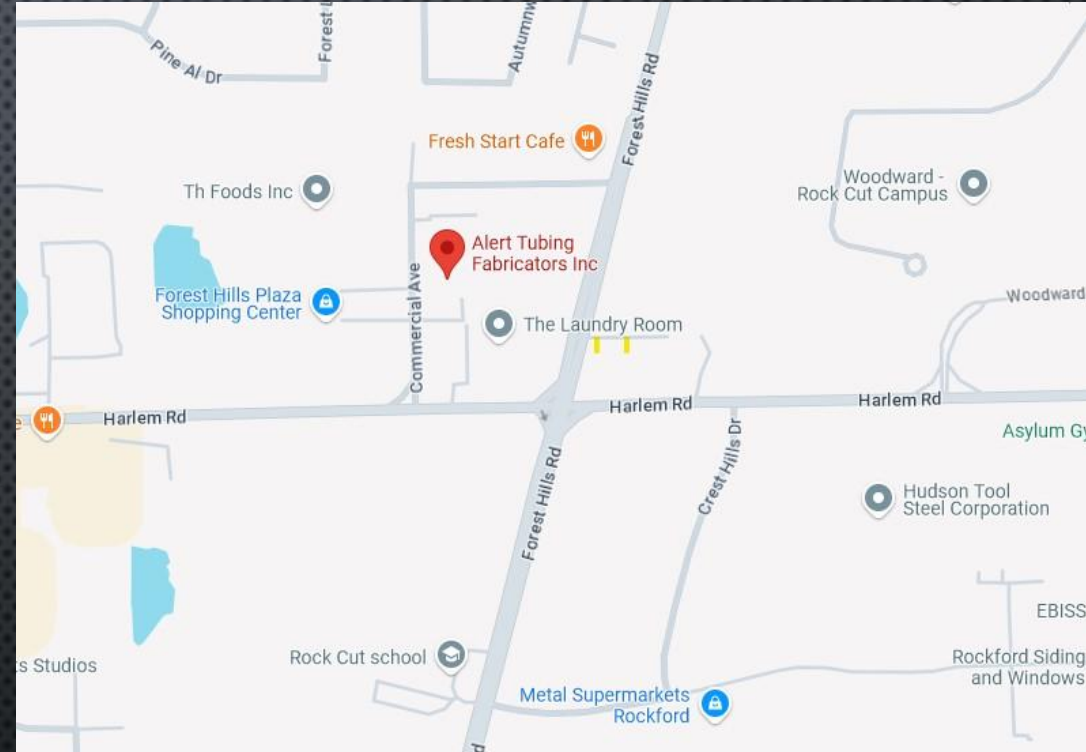 Pine Al Dr
Forest
Autumnw
Forest Hills Rd
Fresh Start Cafe
Th Foods Inc
Woodward -
Rock Cut Campus
Alert Tubing
Fabricators Inc
Forest Hills Plaza
Shopping Center
Commercial Ave
The Laundry Room
Woodward
Harlem Rd
Harlem Rd
Harlem Rd
Asylum Gy
Crest Hills Dr
Forest Hills Rd
Hudson Tool
Steel Corporation
EBISS
Rock Cut school
Rockford Siding
and Windows
ts Studios
Metal Supermarkets
Rockford